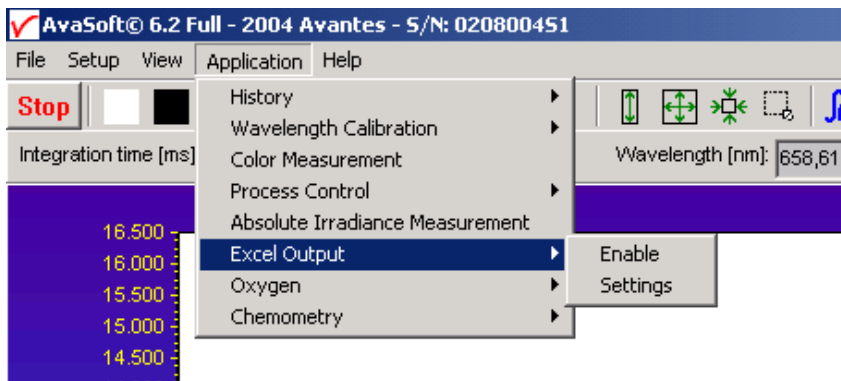 AvaSoft© 6.2 Full - 2004 Avantes - S/N: 0208004S1
File Setup View Application Help
Stop
Integration time [ms]
Wavelength [nm]: 658,61
History
Wavelength Calibration
Color Measurement
Process Control
Absolute Irradiance Measurement
Excel Output
Oxygen
Chemometry
Enable
Settings
16.500
16.000
15.500
15.000
14.500